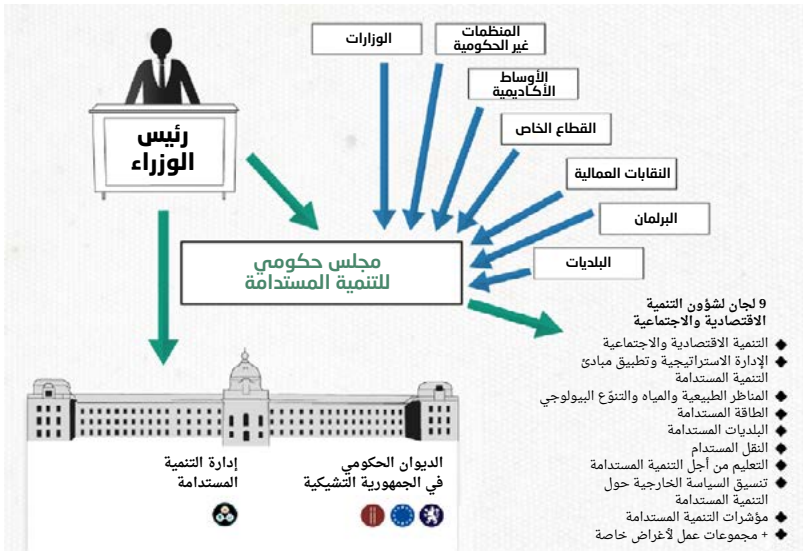 رئيس
الوزراء
الوزارات
المنظمات
غير الحكومية
الأوساط
الأكاديمية
القطاع الخاص
النقابات العمالية
البرلمان
البلديات
مجلس حكومي
للتنمية المستدامة
9 لجان لشؤون التنمية
الاقتصادية والاجتماعية
التنمية الاقتصادية والاجتماعية
الإدارة الاستراتيجية وتطبيق مبادئ
التنمية المستدامة
المناظر الطبيعية والمياه والتنوّع البيولوجي
الطاقة المستدامة
البلديات المستدامة
النقل المستدام
التعليم من أجل التنمية المستدامة
تنسيق السياسة الخارجية حول
التنمية المستدامة
مؤشرات التنمية المستدامة
+ مجموعات عمل لأغراض خاصة
الديوان الحكومي
في الجمهورية التشيكية
إدارة التنمية
المستدامة